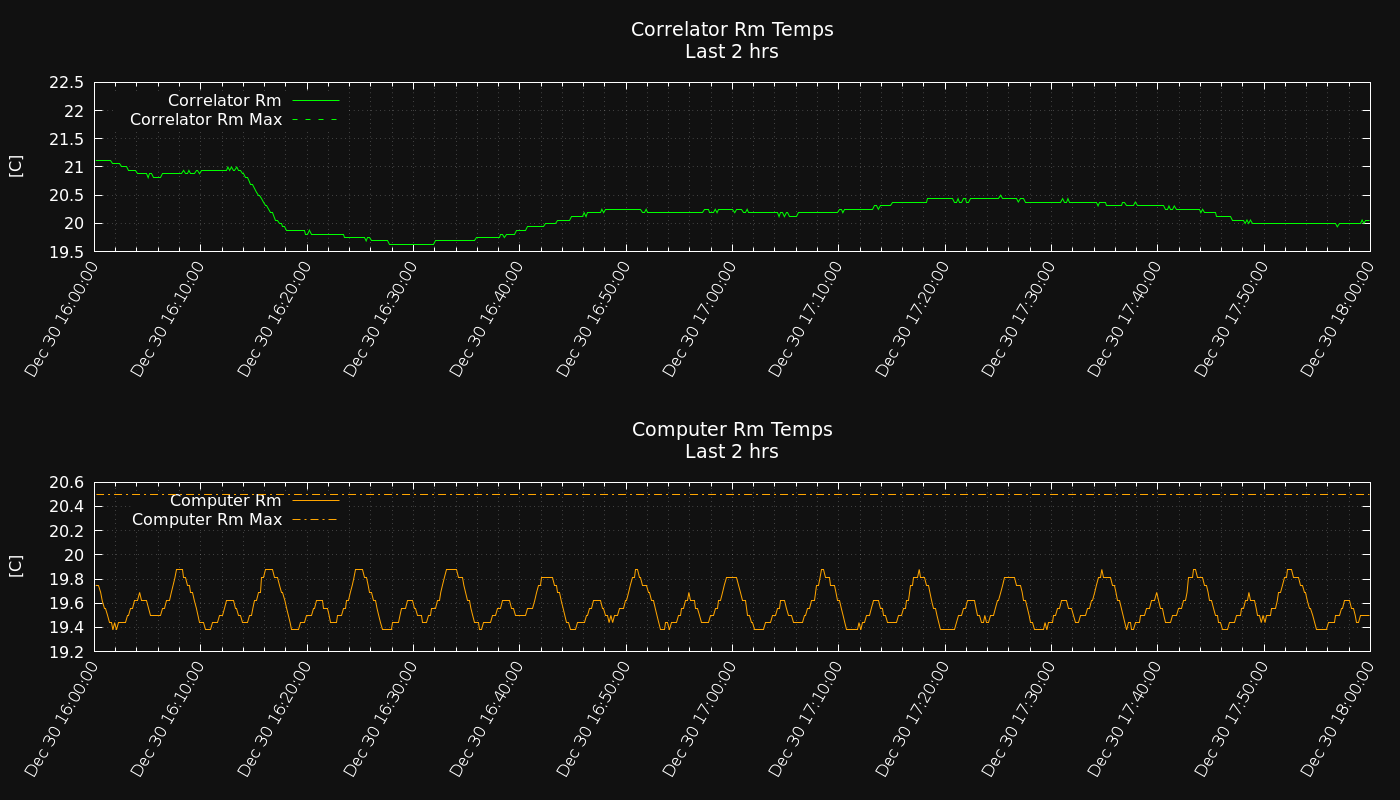 Correlator Rm Temps
Last 2 hrs
22.5
22
21.5
21
20.5
20
19.5
[C]
Correlator Rm
Correlator Rm Max
Dec 30 16:00:00
Dec 30 16:10:00
Dec 30 16:20:00
Dec 30 16:30:00
Dec 30 16:40:00
Dec 30 16:50:00
Dec 30 17:00:00
Dec 30 17:10:00
Dec 30 17:20:00
Dec 30 17:30:00
Dec 30 17:40:00
Dec 30 17:50:00
Dec 30 18:00:00
Computer Rm Temps
Last 2 hrs
20.6
20.4
20.2
20
19.8
19.6
19.4
19.2
[C]
Computer Rm
Computer Rm Max
Dec 30 16:00:00
Dec 30 16:10:00
Dec 30 16:20:00
Dec 30 16:30:00
Dec 30 16:40:00
Dec 30 16:50:00
Dec 30 17:00:00
Dec 30 17:10:00
Dec 30 17:20:00
Dec 30 17:30:00
Dec 30 17:40:00
Dec 30 17:50:00
Dec 30 18:00:00